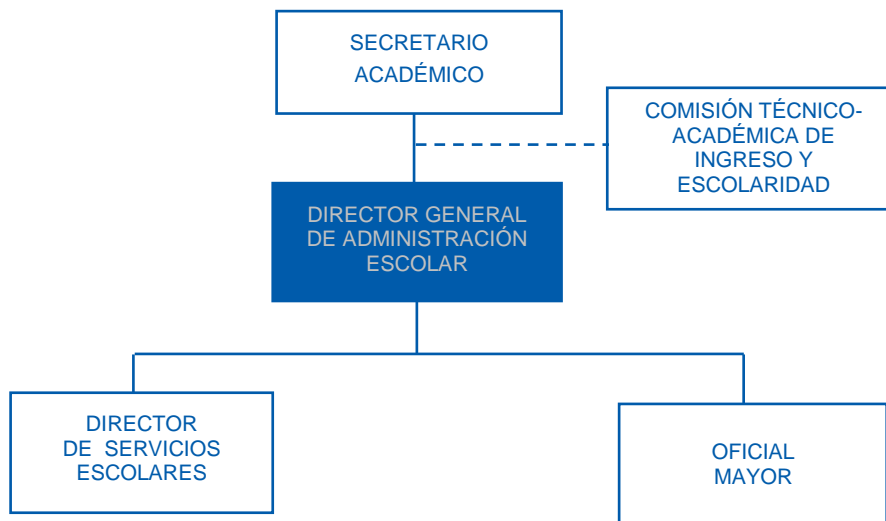 SECRETARIO
ACADÉMICO
COMISIÓN TÉCNICO-
ACADÉMICA DE
INGRESO Y
ESCOLARIDAD
DIRECTOR GENERAL
DE ADMINISTRACIÓN
ESCOLAR
DIRECTOR
DE SERVICIOS
ESCOLARES
OFICIAL
MAYOR